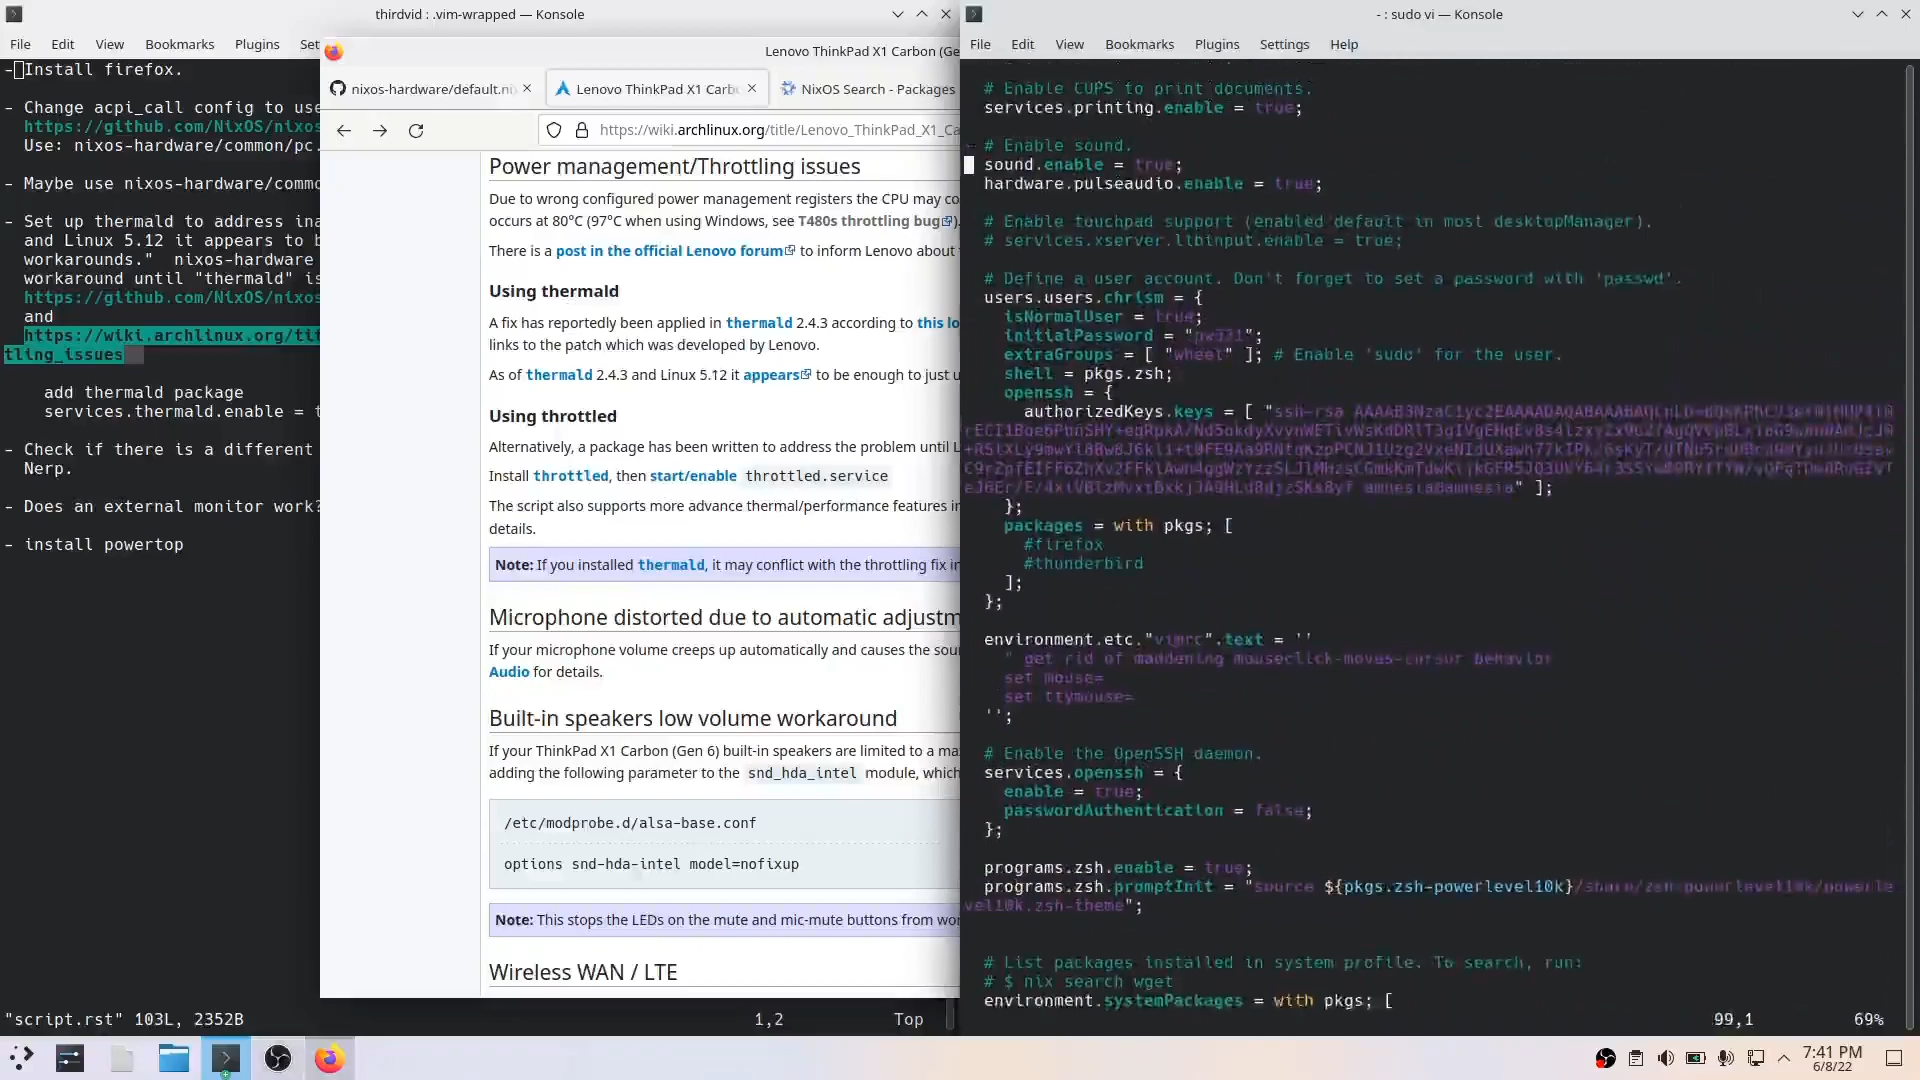 thirdvid : .vim-wrapped — Konsole
File Edit View Bookmarks Plugins Set
-Install firefox.
- Change acpi_call config to use
https://github.com/NixOS/nixos
Use: nixos-hardware/common/pc.
- Maybe use nixos-hardware/commo
- Set up thermald to address ina
and Linux 5.12 it appears to b
workarounds." nixos-hardware
workaround until "thermald" is
https://github.com/NixOS/nixos
and
https://wiki.archlinux.org/tit
tling_issues
add thermald package
services.thermald.enable = t
- Check if there is a different
Nerp.
- Does an external monitor work?
- install powertop
"script.rst" 103L, 2352B 1,2 Top
Lenovo ThinkPad X1 Carbon (Ge
nixos-hardware/default.ni
Lenovo ThinkPad X1 Carb
NixOS Search - Packages
https://wiki.archlinux.org/title/Lenovo_ThinkPad_X1_Ca
Power management/Throttling issues
Due to wrong configured power management registers the CPU may co
occurs at 80°C (97°C when using Windows, see T480s throttling bug).
There is a post in the official Lenovo forum to inform Lenovo about
Using thermald
A fix has reportedly been applied in thermald 2.4.3 according to this lo
links to the patch which was developed by Lenovo.
As of thermald 2.4.3 and Linux 5.12 it appears to be enough to just u
Using throttled
Alternatively, a package has been written to address the problem until L
Install throttled, then start/enable throttled.service
The script also supports more advance thermal/performance features in
details.
Note: If you installed thermald, it may conflict with the throttling fix in
Microphone distorted due to automatic adjustm
If your microphone volume creeps up automatically and causes the sou
Audio for details.
Built-in speakers low volume workaround
If your ThinkPad X1 Carbon (Gen 6) built-in speakers are limited to a ma
adding the following parameter to the snd_hda_intel module, which
/etc/modprobe.d/alsa-base.conf
options snd-hda-intel model=nofixup
Note: This stops the LEDs on the mute and mic-mute buttons from wor
Wireless WAN / LTE
- : sudo vi — Konsole
File Edit View Bookmarks Plugins Settings Help
# Enable CUPS to print documents.
services.printing.enable = true;
# Enable sound.
sound.enable = true;
hardware.pulseaudio.enable = true;
# Enable touchpad support (enabled default in most desktopManager).
# services.xserver.libinput.enable = true;
# Define a user account. Don't forget to set a password with 'passwd'.
users.users.chrism = {
isNormalUser = true;
initialPassword = "pw321";
extraGroups = [ "wheel" ]; # Enable 'sudo' for the user.
shell = pkgs.zsh;
openssh = {
authorizedKeys.keys = [ "ssh-rsa
amnesia@amnesia" ];
};
packages = with pkgs; [
#firefox
#thunderbird
];
};
environment.etc."vimrc".text = ''
" get rid of maddening mouseclick-moves-cursor behavior
set mouse=
set ttymouse=
'';
# Enable the OpenSSH daemon.
services.openssh = {
enable = true;
passwordAuthentication = false;
};
programs.zsh.enable = true;
programs.zsh.promptInit = "source ${pkgs.zsh-powerlevel10k}/share/zsh-powerlevel10k/powerle
vel10k.zsh-theme";
# List packages installed in system profile. To search, run:
# $ nix search wget
environment.systemPackages = with pkgs; [
99,1 69%
7:41 PM
6/8/22